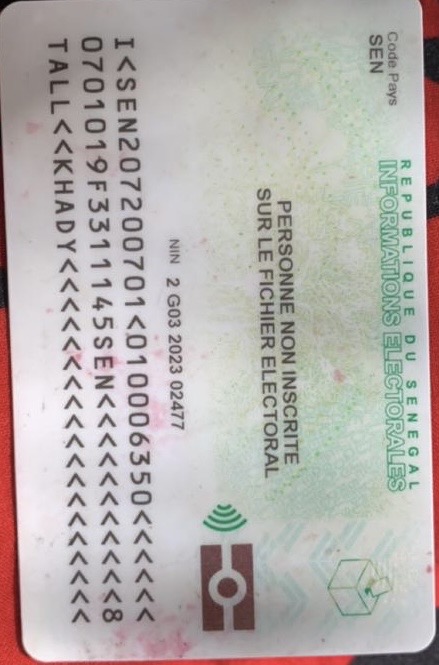 REPUBLIQUE DU SENEGAL
INFORMATIONS ELECTORALES
Code Pays
SEN
PERSONNE NON INSCRITE
SUR LE FICHIER ELECTORAL
NIN 2 G03 2023 02477
I<SEN207200701<010006350<<<<<<
0701019F3311145SEN<<<<<<<<<<<8
TALL<<KHADY<<<<<<<<<<<<<<<<<<<